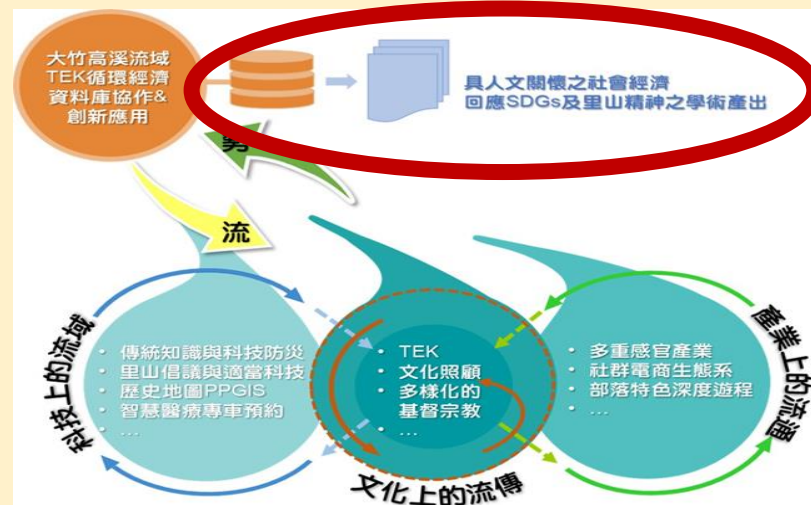 大竹高溪流域
TEK循環經濟
資料庫協作&
創新應用
具人文關懷之社會經濟
回應SDGs及里山精神之學術產出
流
科技上的流域
• 傳統知識與科技防災
• 里山倡議與適當科技
• 歷史地圖PPGIS
• 智慧醫療專車預約
• ...
• TEK
• 文化照顧
• 多樣化的
基督宗教
• ...
文化上的流傳
• 多重感官產業
• 社群電商生態系
• 部落特色深度遊程
• ...
產業上的流通